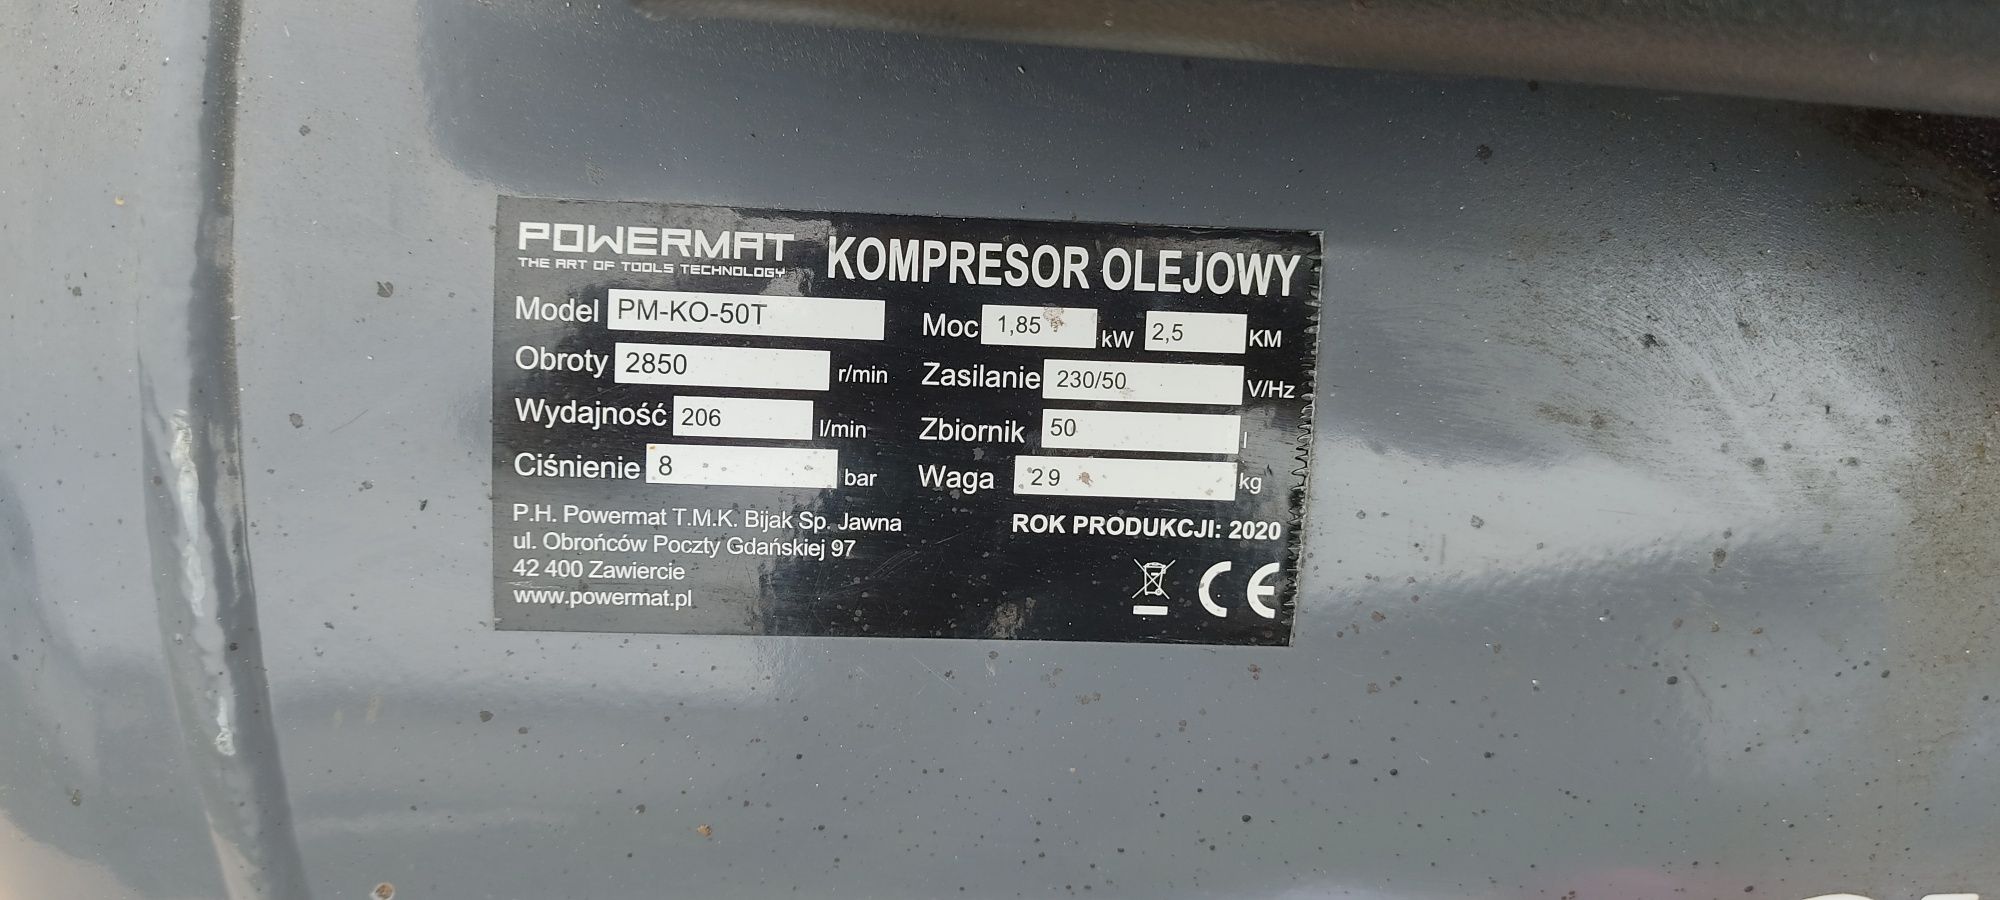 POWERMAT
THE ART OF TOOLS TECHNOLOGY
KOMPRESOR OLEJOWY
Model PM-KO-50T
Moc 1,85 kW 2,5 KM
Obroty 2850 r/min
Zasilanie 230/50 V/Hz
Wydajność 206 l/min
Zbiornik 50 l
Ciśnienie 8 bar
Waga 29 kg
P.H. Powermat T.M.K. Bijak Sp. Jawna
ul. Obrońców Poczty Gdańskiej 97
42 400 Zawiercie
www.powermat.pl
ROK PRODUKCJI: 2020
CE